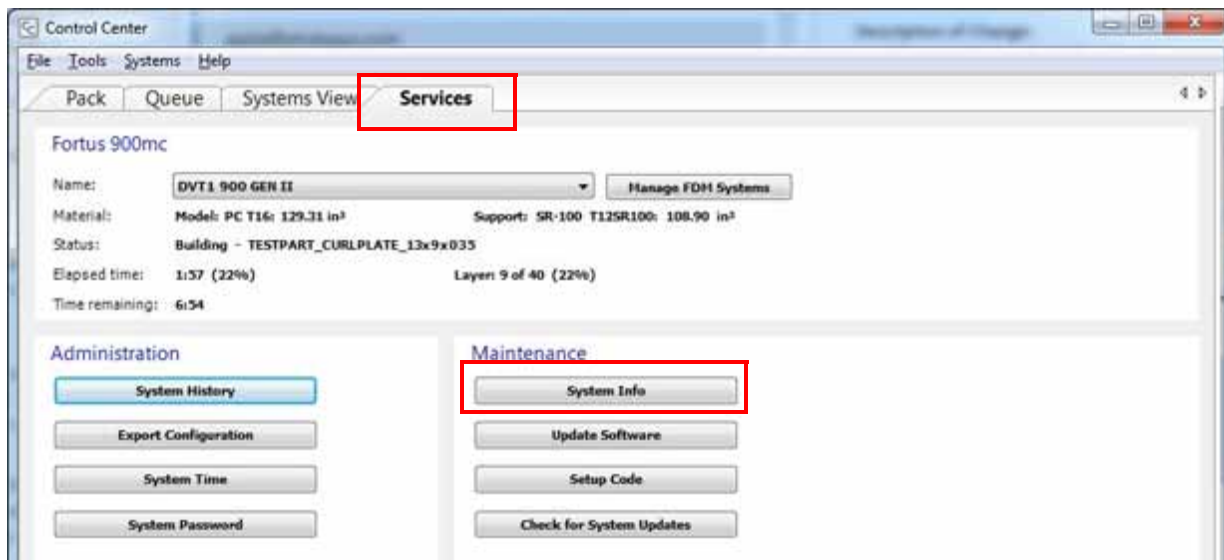 Control Center
File Tools Systems Help
Pack Queue Systems View Services
Fortus 900mc
Name: DVT1 900 GEN II Manage FDM Systems
Material: Model: PC T16: 129.31 in³ Support: SR-100 T12SR100: 108.90 in³
Status: Building - TESTPART_CURLPLATE_13x9x035
Elapsed time: 1:57 (22%) Layer: 9 of 40 (22%)
Time remaining: 6:54
Administration Maintenance
System History System Info
Export Configuration Update Software
System Time Setup Code
System Password Check for System Updates